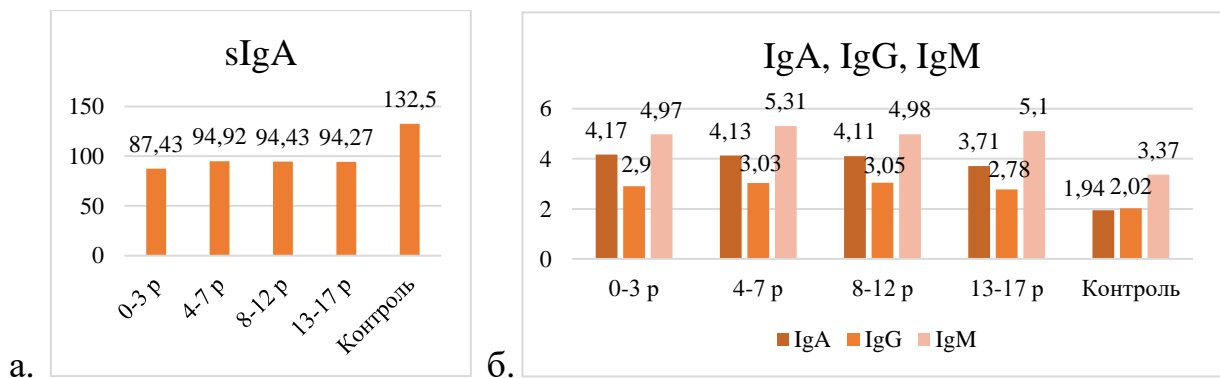 sIgA
150
100
50
0
87,43
94,92
94,43
94,27
132,5
0-3 р
4-7 р
8-12 р
13-17 р
Контроль
а.
IgA, IgG, IgM
6
4
2
0
4,17
2,9
4,97
4,13
3,03
5,31
4,11
3,05
4,98
3,71
2,78
5,1
1,94
2,02
3,37
0-3 р
4-7 р
8-12 р
13-17 р
Контроль
IgA IgG IgM
б.